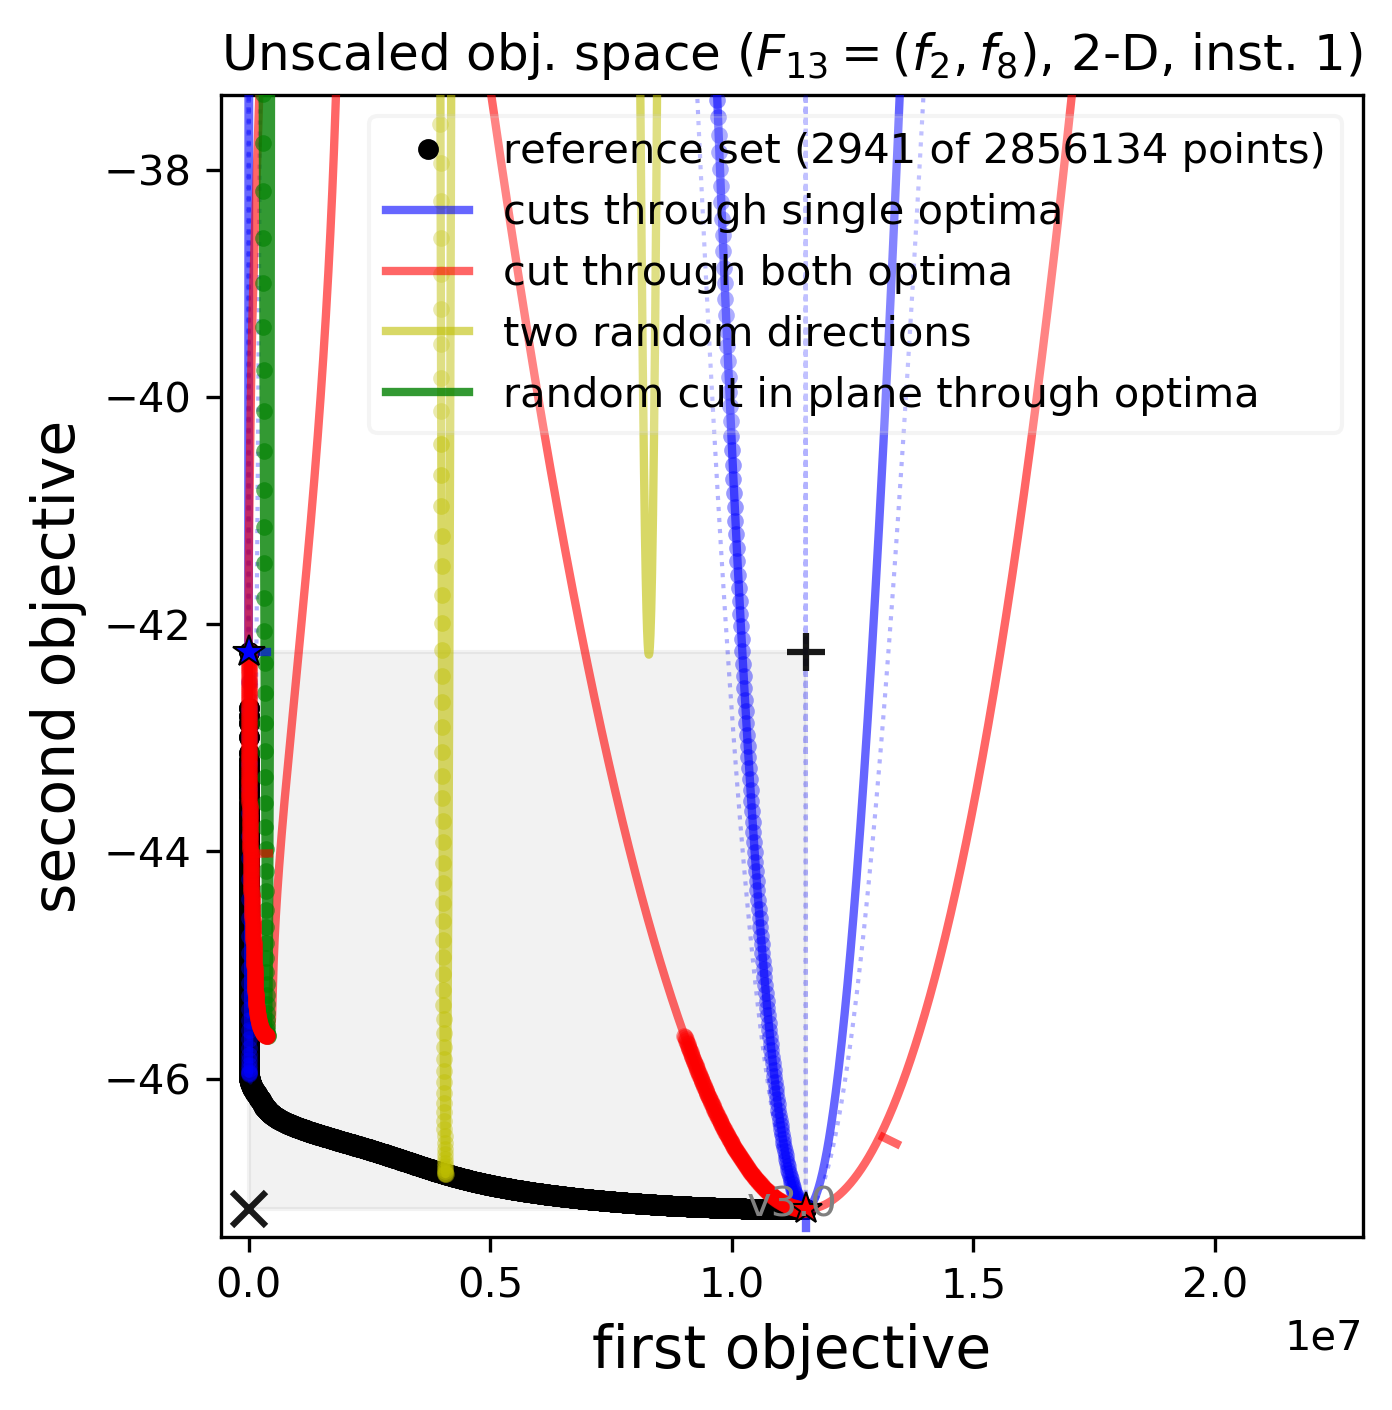 Unscaled obj. space (F₁₃ = (f₂, f₈), 2-D, inst. 1)
reference set (2941 of 2856134 points)
cuts through single optima
cut through both optima
two random directions
random cut in plane through optima
second objective
−38
−40
−42
−44
−46
v3.0
0.0 0.5 1.0 1.5 2.0
1e7
first objective